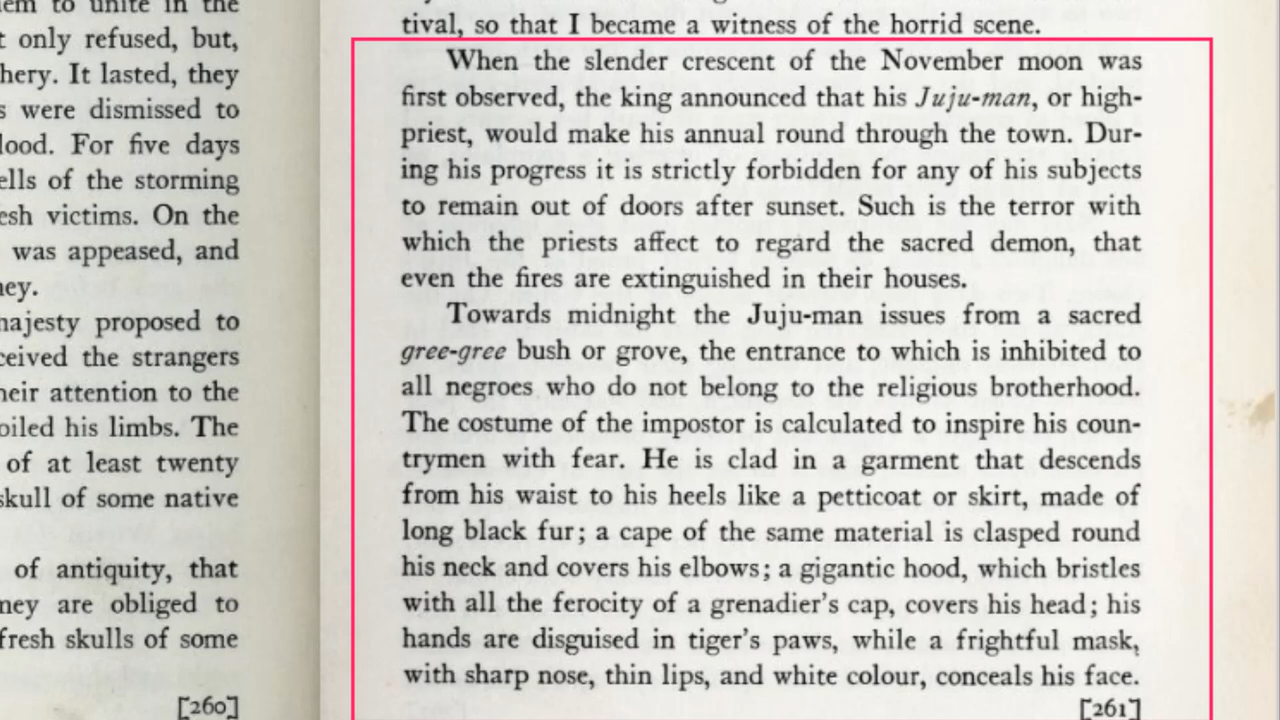 em to unite in the
t only refused, but,
hery. It lasted, they
s were dismissed to
lood. For five days
ells of the storming
esh victims. On the
was appeased, and
ney.
majesty proposed to
ceived the strangers
heir attention to the
oiled his limbs. The
of at least twenty
skull of some native
of antiquity, that
ney are obliged to
fresh skulls of some
[260]
tival, so that I became a witness of the horrid scene.
When the slender crescent of the November moon was
first observed, the king announced that his Juju-man, or high-
priest, would make his annual round through the town. Dur-
ing his progress it is strictly forbidden for any of his subjects
to remain out of doors after sunset. Such is the terror with
which the priests affect to regard the sacred demon, that
even the fires are extinguished in their houses.
Towards midnight the Juju-man issues from a sacred
gree-gree bush or grove, the entrance to which is inhibited to
all negroes who do not belong to the religious brotherhood.
The costume of the impostor is calculated to inspire his coun-
trymen with fear. He is clad in a garment that descends
from his waist to his heels like a petticoat or skirt, made of
long black fur; a cape of the same material is clasped round
his neck and covers his elbows; a gigantic hood, which bristles
with all the ferocity of a grenadier's cap, covers his head; his
hands are disguised in tiger's paws, while a frightful mask,
with sharp nose, thin lips, and white colour, conceals his face.
[261]